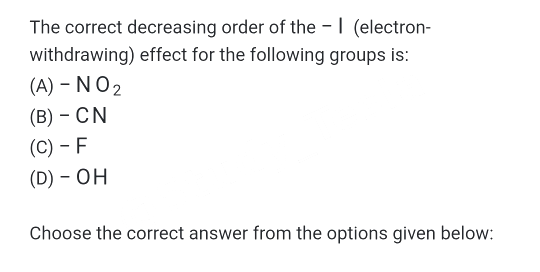 The correct decreasing order of the – I (electron-
withdrawing) effect for the following groups is:
(A) – NO₂
(B) – CN
(C) – F
(D) – OH
Choose the correct answer from the options given below: